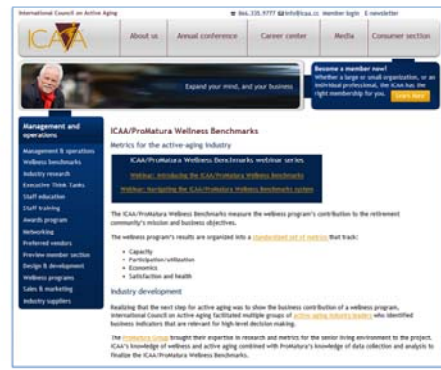 International Council on Active Aging
☎ 866.335.9777 ✉ info@icaa.cc Member login E-newsletter
ICAA
About us
Annual conference
Career center
Media
Consumer section
Expand your mind, and your business
Become a member now!
Whether a large or small organization, or an
individual professional, the ICAA has the
right membership for you. Learn More
Management and
operations
Management & operations
Wellness benchmarks
Industry research
Executive Think Tanks
Staff education
Staff training
Awards program
Networking
Preferred vendors
Preview member section
Design & development
Wellness programs
Sales & marketing
Industry suppliers
ICAA/ProMatura Wellness Benchmarks
Metrics for the active-aging industry
ICAA/ProMatura Wellness Benchmarks webinar series
Webinar: Introducing the ICAA/ProMatura Wellness Benchmarks
Webinar: Navigating the ICAA/ProMatura Wellness Benchmarks system
The ICAA/ProMatura Wellness Benchmarks measure the wellness program's contribution to the retirement
community's mission and business objectives.
The wellness program's results are organized into a standardized set of metrics that track:
• Capacity
• Participation/utilization
• Economics
• Satisfaction and health
Industry development
Realizing that the next step for active aging was to show the business contribution of a wellness program,
International Council on Active Aging facilitated multiple groups of active aging industry leaders who identified
business indicators that are relevant for high-level decision making.
The ProMatura Group brought their expertise in research and metrics for the senior living environment to the project.
ICAA's knowledge of wellness and active aging combined with ProMatura's knowledge of data collection and analysis to
finalize the ICAA/ProMatura Wellness Benchmarks.